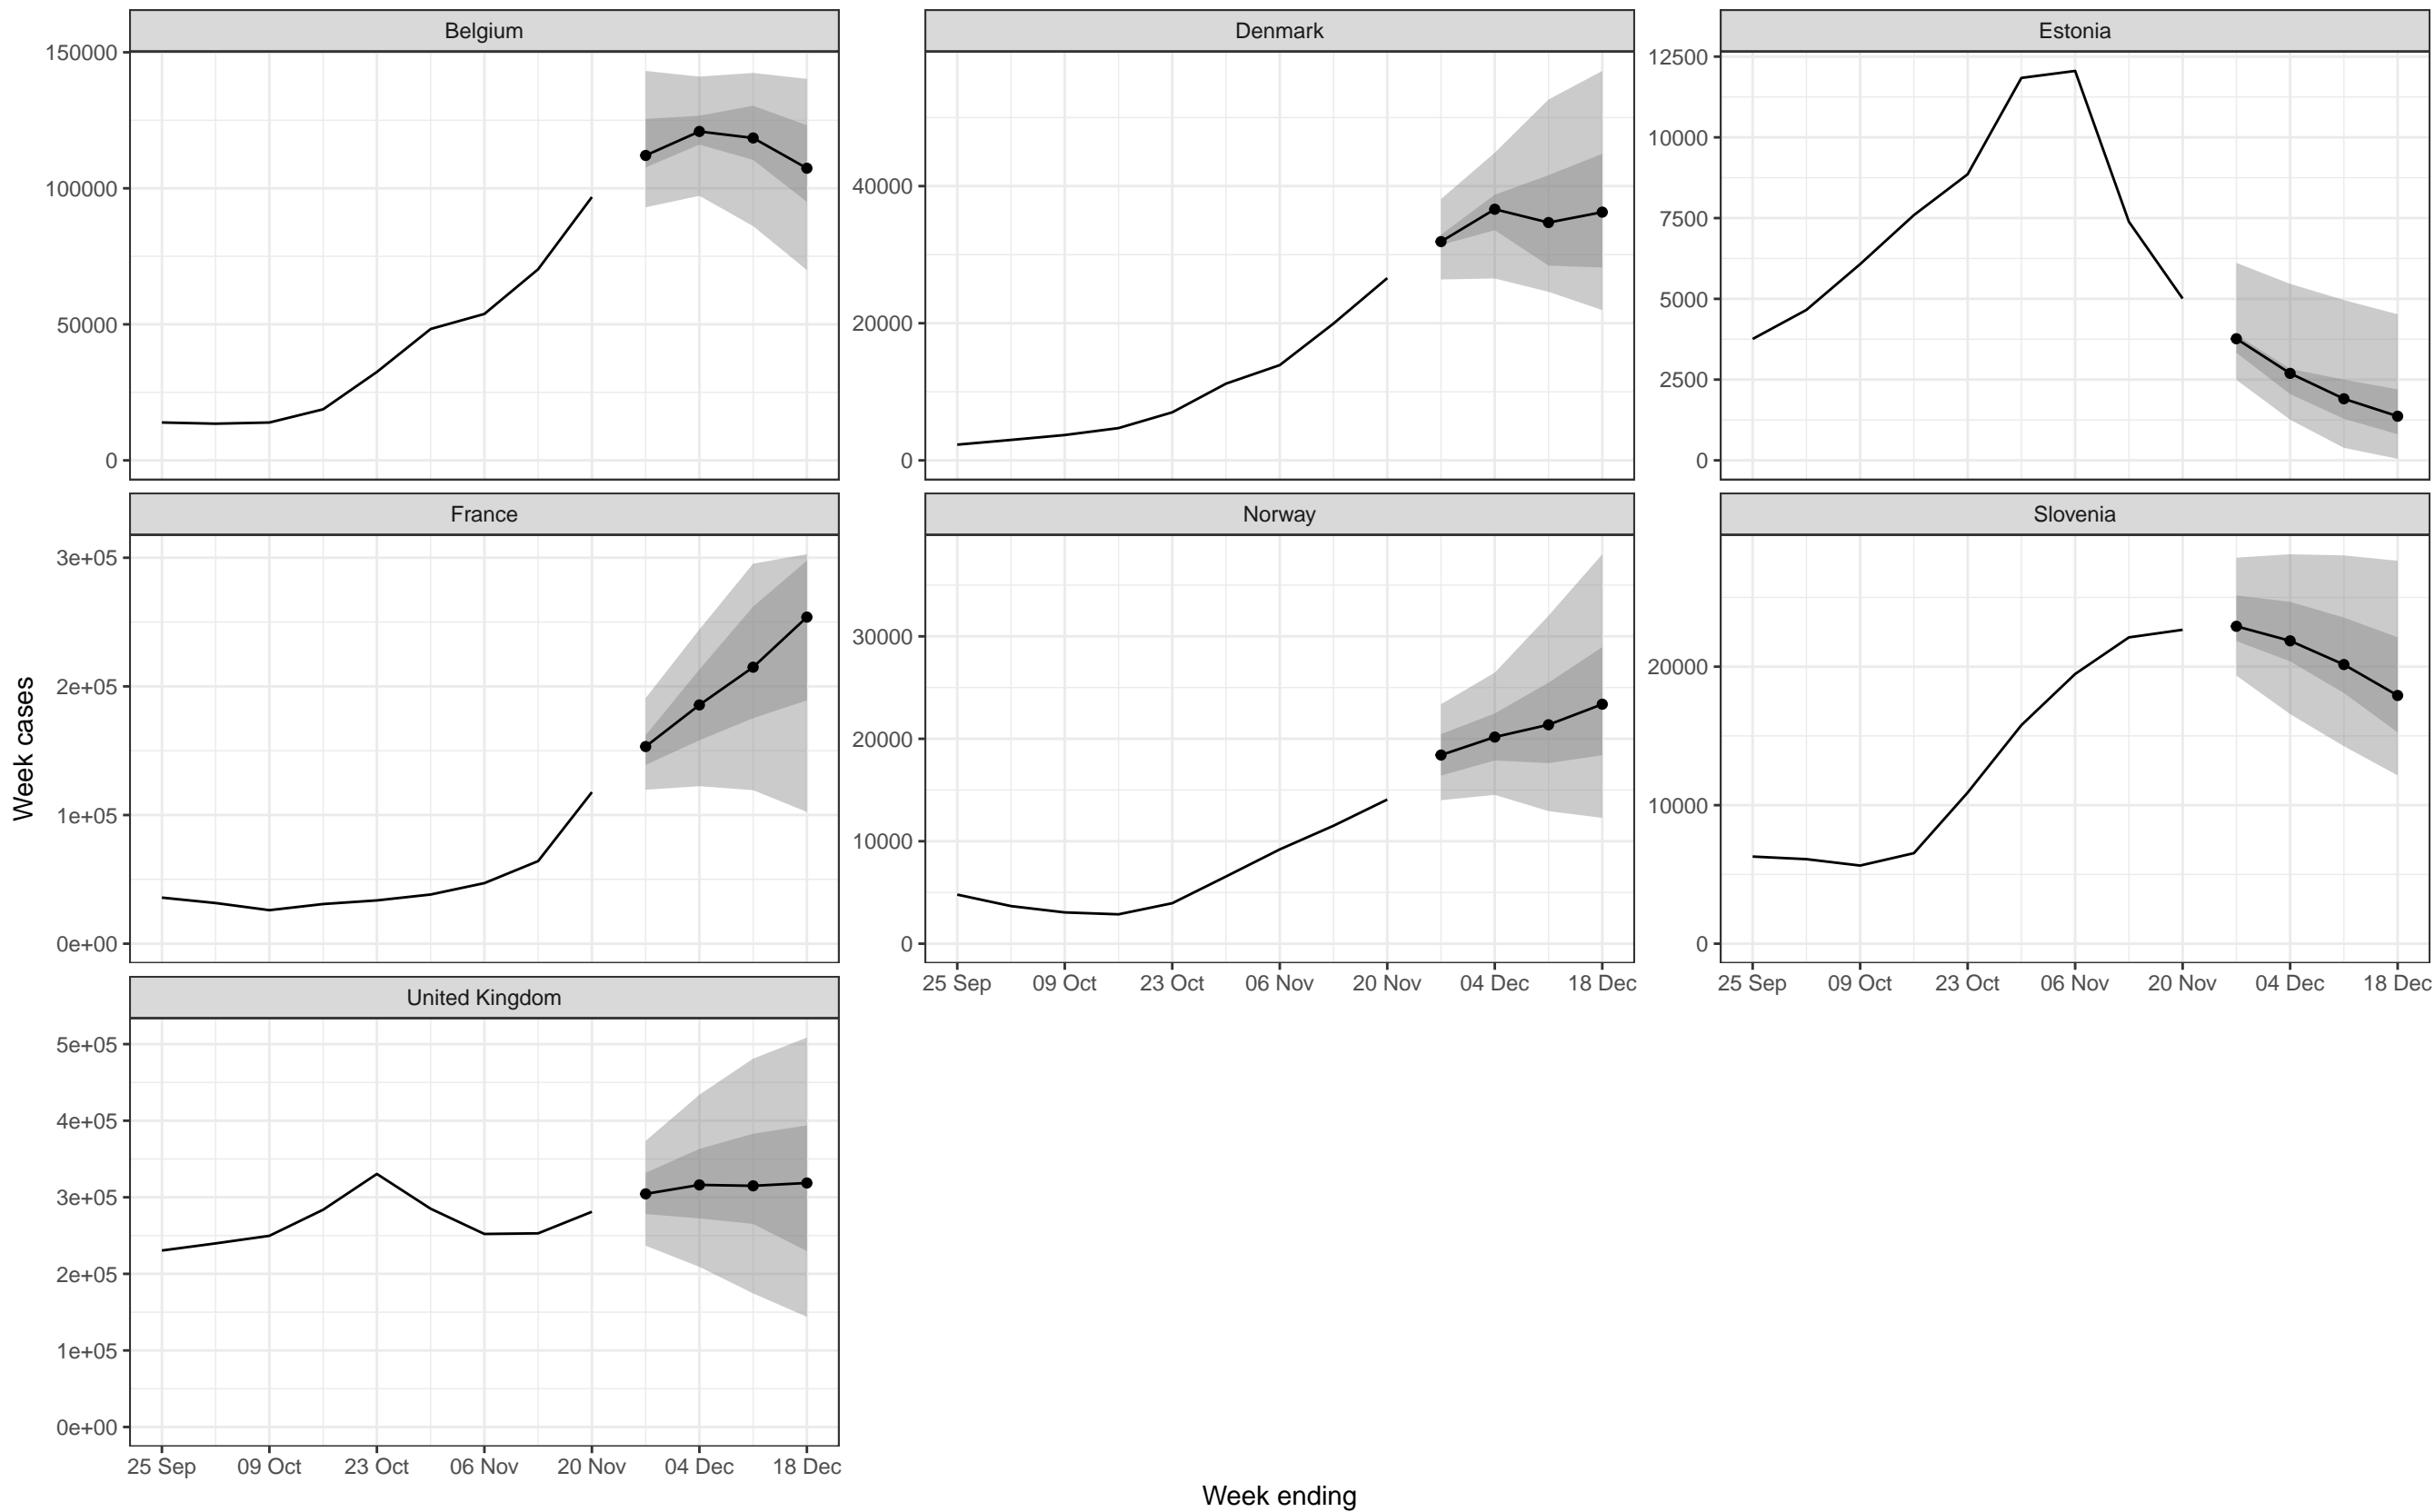 Belgium
Denmark
Estonia
150000
100000
50000
0
40000
20000
0
12500
10000
7500
5000
2500
0
France
Norway
Slovenia
3e+05
2e+05
1e+05
0e+00
30000
20000
10000
0
20000
10000
0
25 Sep 09 Oct 23 Oct 06 Nov 20 Nov 04 Dec 18 Dec
25 Sep 09 Oct 23 Oct 06 Nov 20 Nov 04 Dec 18 Dec
United Kingdom
5e+05
4e+05
3e+05
2e+05
1e+05
0e+00
25 Sep 09 Oct 23 Oct 06 Nov 20 Nov 04 Dec 18 Dec
Week cases
Week ending